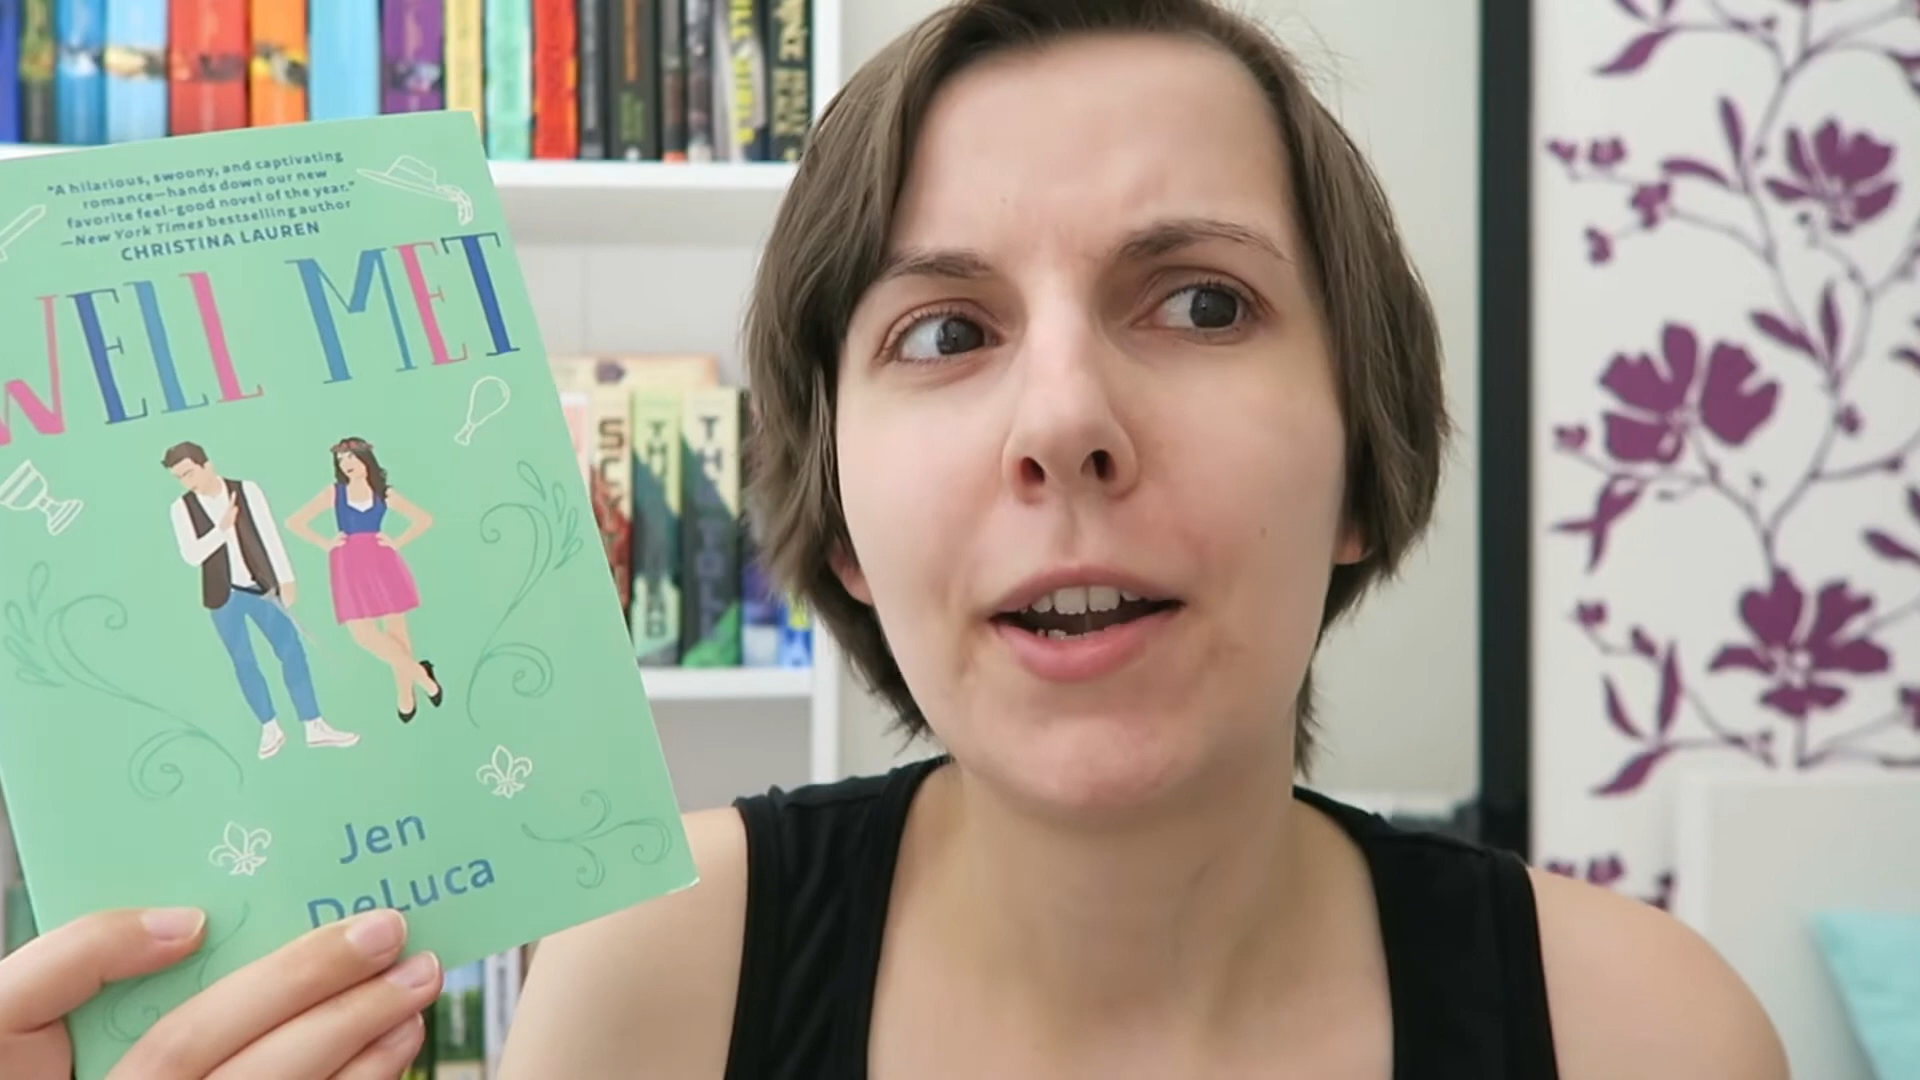 "A hilarious, swoony, and captivating
romance—hands down our new
favorite feel-good novel of the year."
—New York Times bestselling author
CHRISTINA LAUREN
WELL MET
Jen
DeLuca